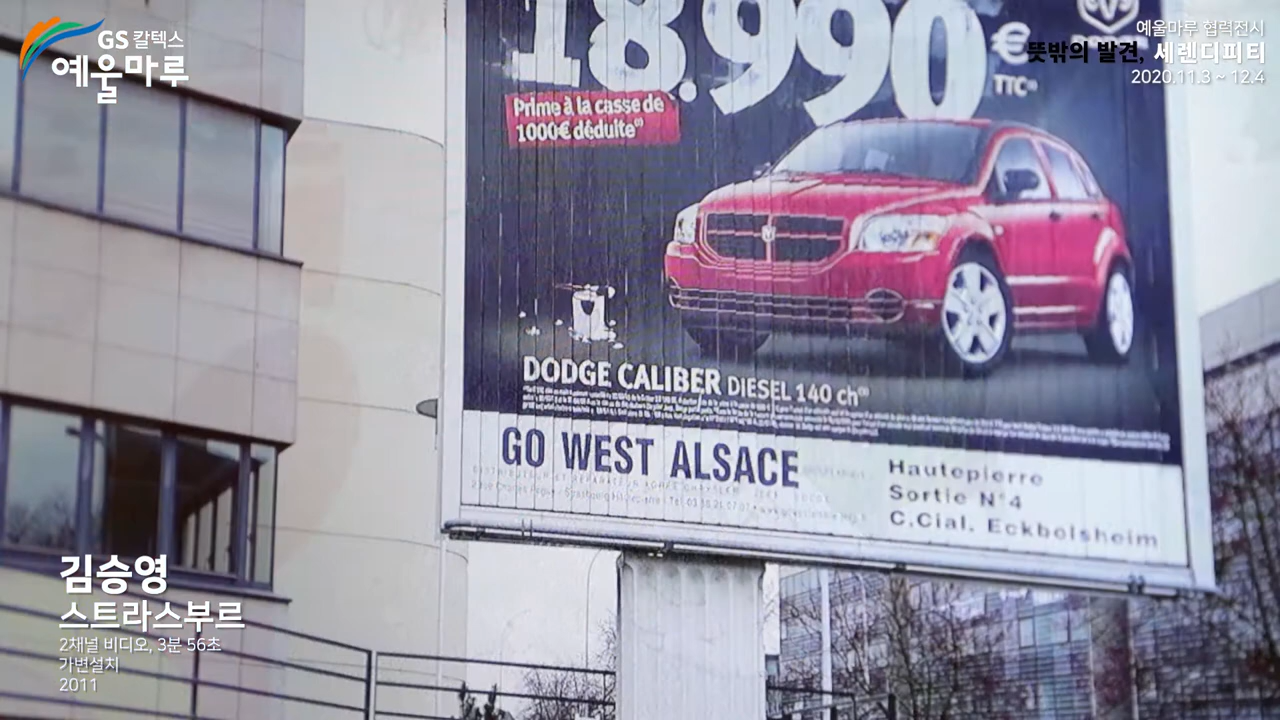 GS 칼텍스
예울마루
예울마루 협력전시
뜻밖의 발견, 세렌디피티
2020.11.3 ~ 12.4
18.990 €
TTC
Prime à la casse de
1000€ déduite
DODGE CALIBER DIESEL 140 ch
GO WEST ALSACE
Hautepierre
Sortie N°4
C.Cial. Eckbolsheim
김승영
스트라스부르
2채널 비디오, 3분 56초
가변설치
2011